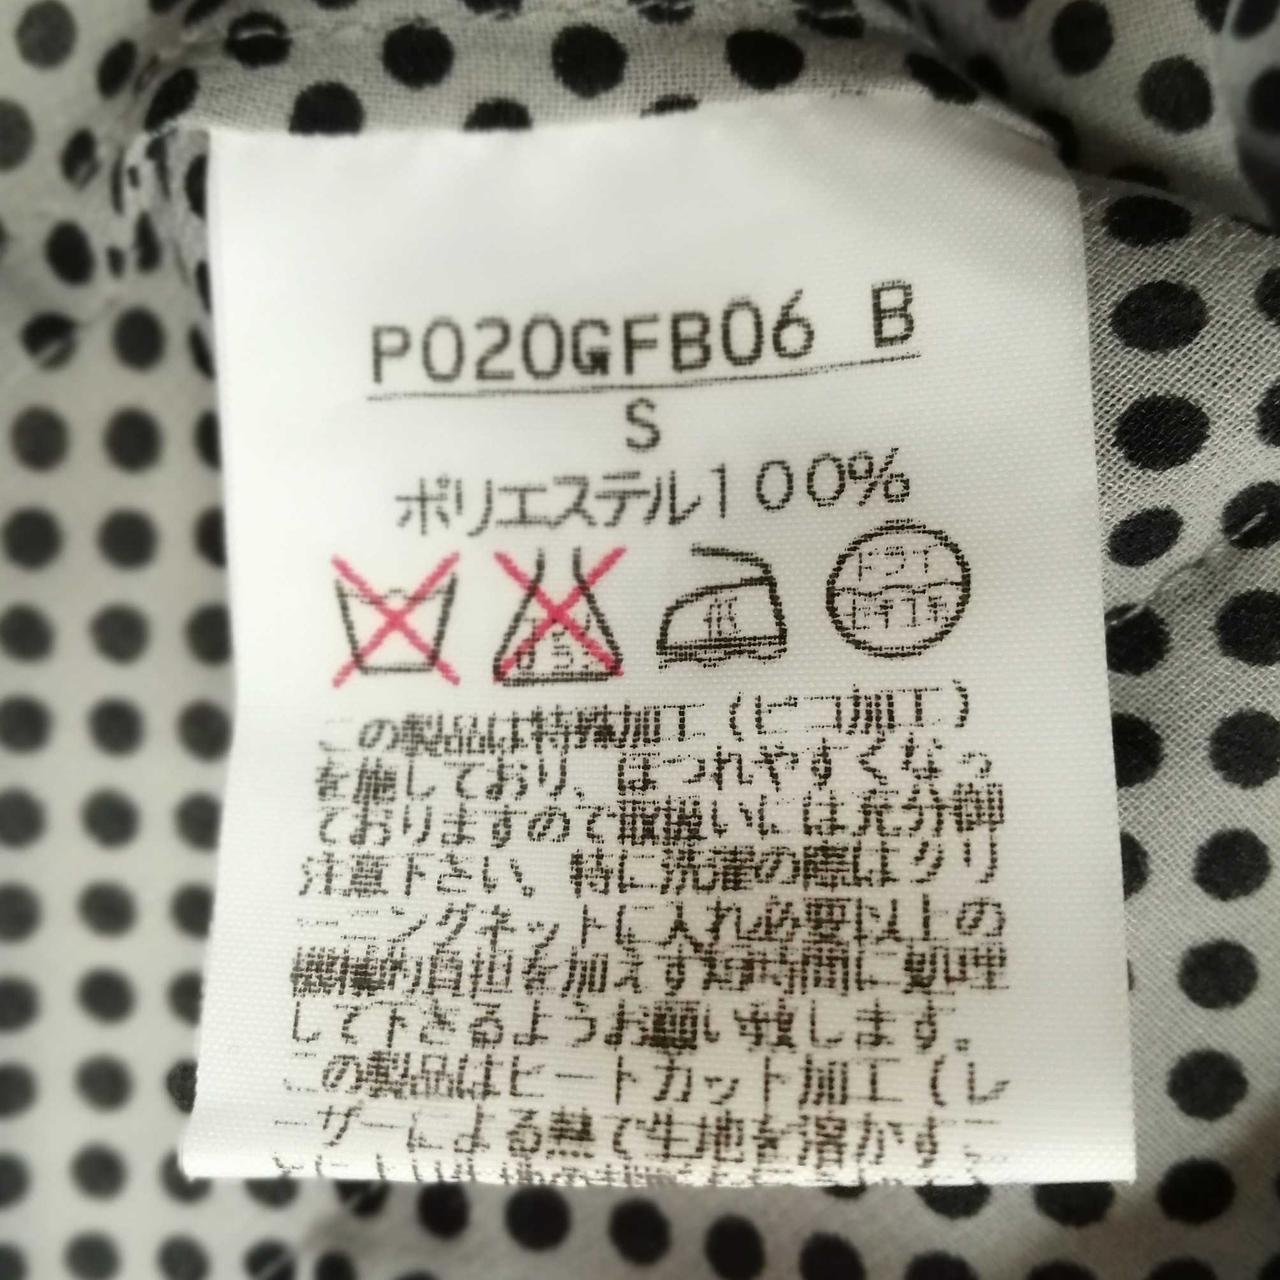 P020GFB06 B
S
ポリエステル100%
ドライ
低
この製品は特殊加工(ピコ加工)
を施しており、ほつれやすくなっ
ておりますので取扱いには充分御
注意下さい。特に洗濯の際はクリ
ーニングネットに入れ必要以上の
機械的負担を加えず短時間に処理
して下さるようお願い致します。
この製品はヒートカット加工(レ
ーザーによる熱で生地を溶かす